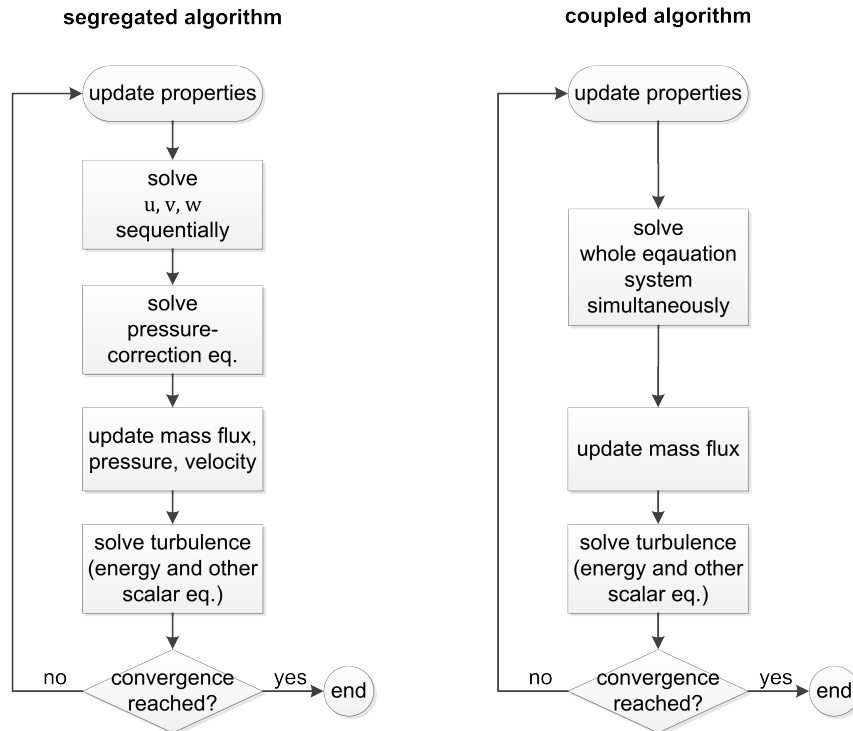 segregated algorithm
update properties
solve
u, v, w
sequentially
solve
pressure-
correction eq.
update mass flux,
pressure, velocity
solve turbulence
(energy and other
scalar eq.)
convergence
reached?
no
yes
end
coupled algorithm
update properties
solve
whole eqauation
system
simultaneously
update mass flux
solve turbulence
(energy and other
scalar eq.)
convergence
reached?
no
yes
end